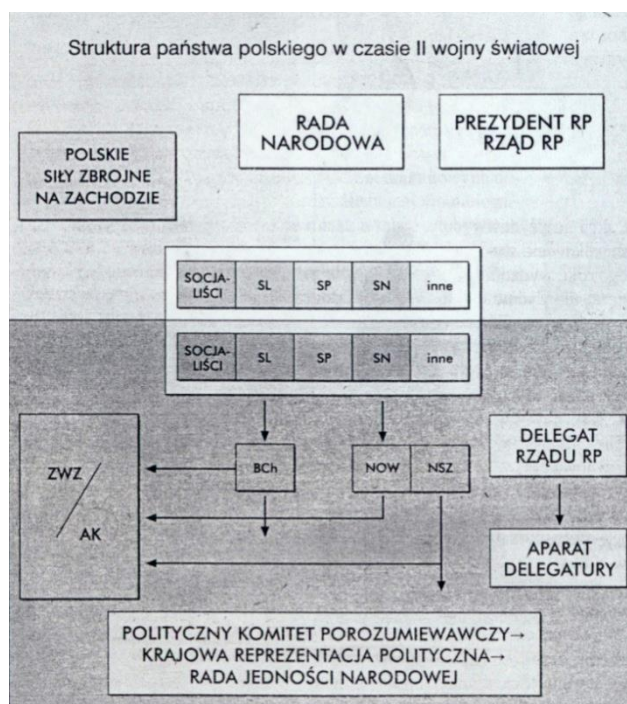 Struktura państwa polskiego w czasie II wojny światowej
RADA
NARODOWA
PREZYDENT RP
RZĄD RP
POLSKIE
SIŁY ZBROJNE
NA ZACHODZIE
SOCJA-
LIŚCI
SL
SP
SN
inne
SOCJA-
LIŚCI
SL
SP
SN
inne
ZWZ
AK
BCh
NOW
NSZ
DELEGAT
RZĄDU RP
APARAT
DELEGATURY
POLITYCZNY KOMITET POROZUMIEWAWCZY→
KRAJOWA REPREZENTACJA POLITYCZNA→
RADA JEDNOŚCI NARODOWEJ